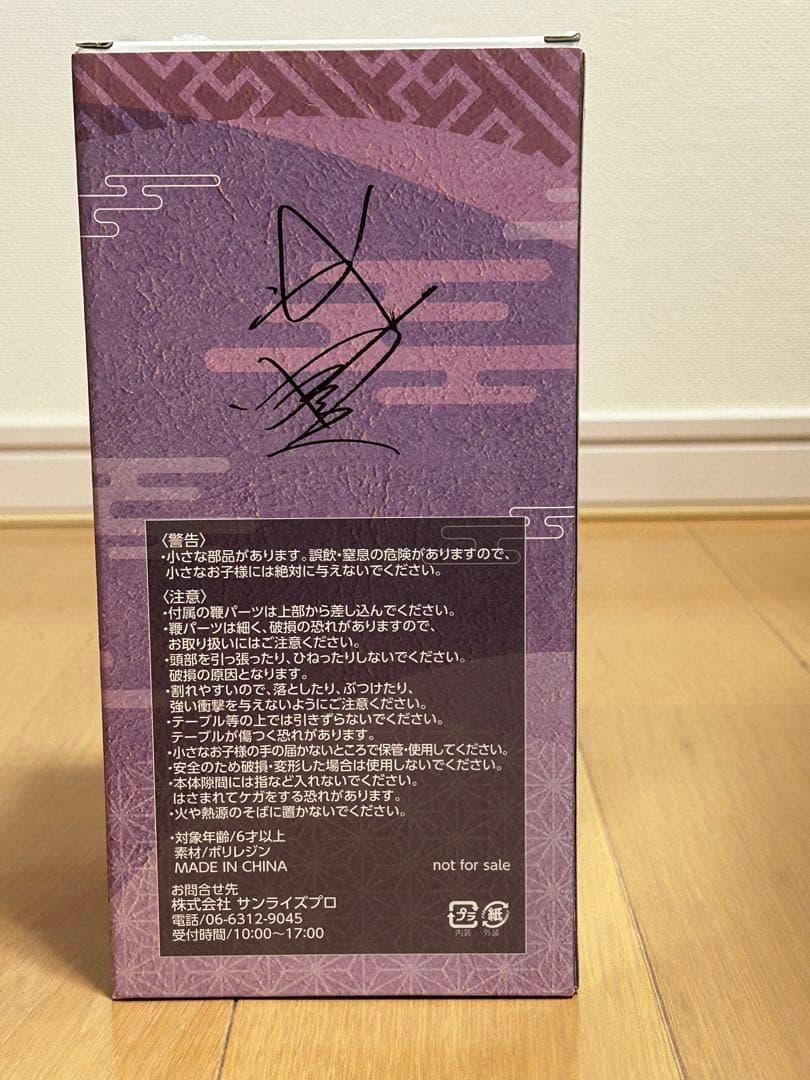 〈警告〉
・小さな部品があります。誤飲・窒息の危険がありますので、
小さなお子様には絶対に与えないでください。
〈注意〉
・付属の鞭パーツは上部から差し込んでください。
・鞭パーツは細く、破損の恐れがありますので、
お取り扱いにはご注意ください。
・頭部を引っ張ったり、ひねったりしないでください。
破損の原因となります。
・割れやすいので、落としたり、ぶつけたり、
強い衝撃を与えないようにご注意ください。
・テーブル等の上では引きずらないでください。
テーブルが傷つく恐れがあります。
・小さなお子様の手の届かないところで保管・使用してください。
・安全のため破損・変形した場合は使用しないでください。
・本体隙間には指など入れないでください。
はさまれてケガをする恐れがあります。
・火や熱源のそばに置かないでください。
・対象年齢/6才以上
素材/ポリレジン
MADE IN CHINA
not for sale
お問合せ先
株式会社 サンライズプロ
電話/06-6312-9045
受付時間/10:00〜17:00
プラ 紙
内装 外装